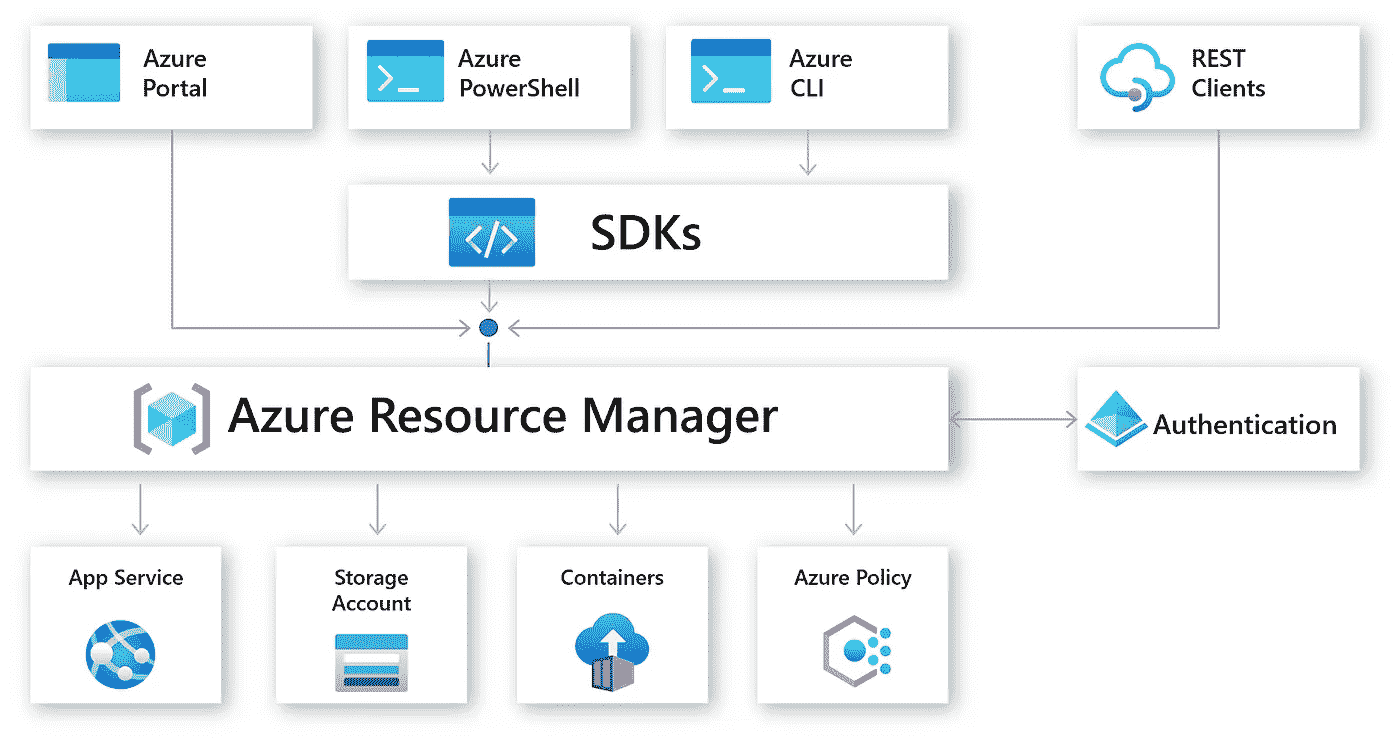 Azure
Portal
Azure
PowerShell
Azure
CLI
REST
Clients
SDKs
Azure Resource Manager
Authentication
App Service
Storage
Account
Containers
Azure Policy